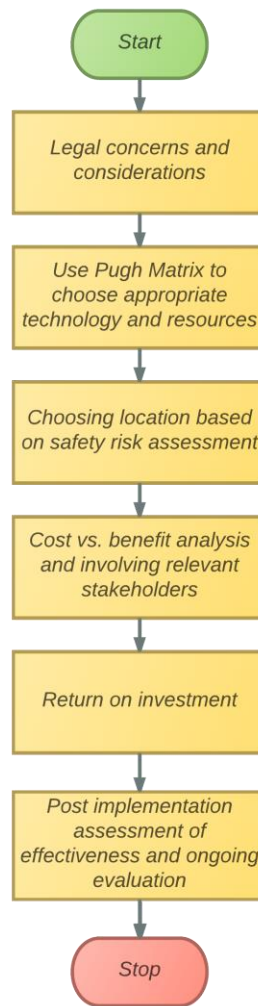 Start
Legal concerns and
considerations
Use Pugh Matrix to
choose appropriate
technology and resources
Choosing location based
on safety risk assessment
Cost vs. benefit analysis
and involving relevant
stakeholders
Return on investment
Post implementation
assessment of
effectiveness and ongoing
evaluation
Stop